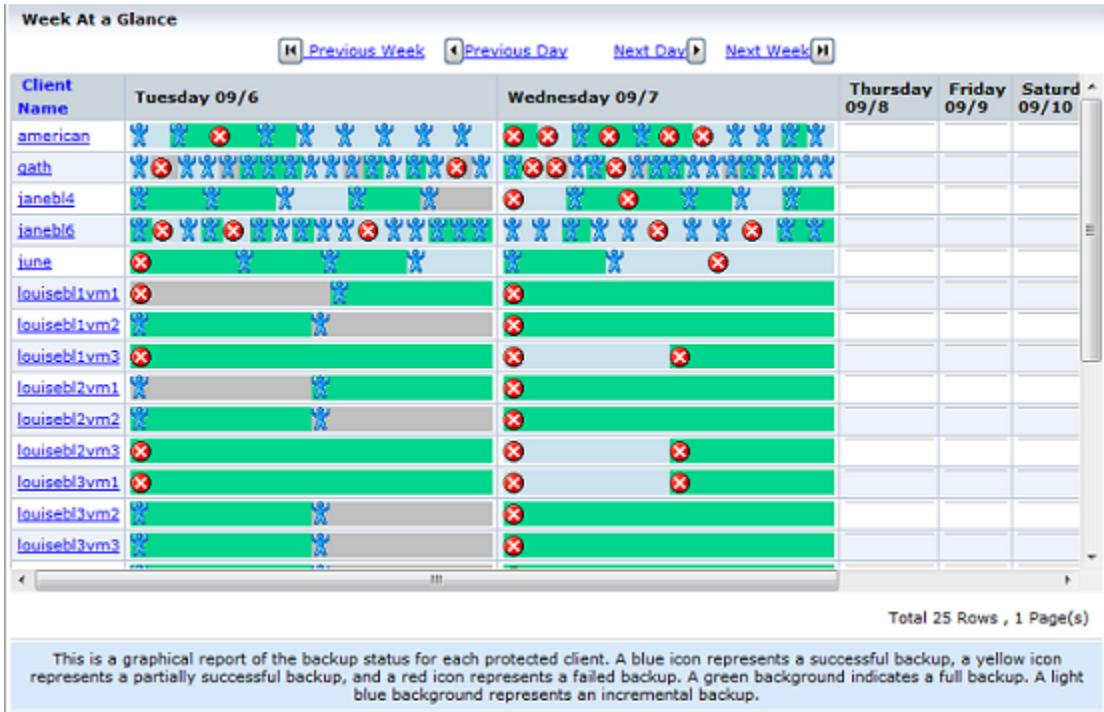 Week At a Glance
Previous Week Previous Day Next Day Next Week
Client Name Tuesday 09/6 Wednesday 09/7 Thursday 09/8 Friday 09/9 Saturd 09/10
american
oath
janebl4
janebl6
june
louisebl1vm1
louisebl1vm2
louisebl1vm3
louisebl2vm1
louisebl2vm2
louisebl2vm3
louisebl3vm1
louisebl3vm2
louisebl3vm3
Total 25 Rows , 1 Page(s)
This is a graphical report of the backup status for each protected client. A blue icon represents a successful backup, a yellow icon
represents a partially successful backup, and a red icon represents a failed backup. A green background indicates a full backup. A light
blue background represents an incremental backup.